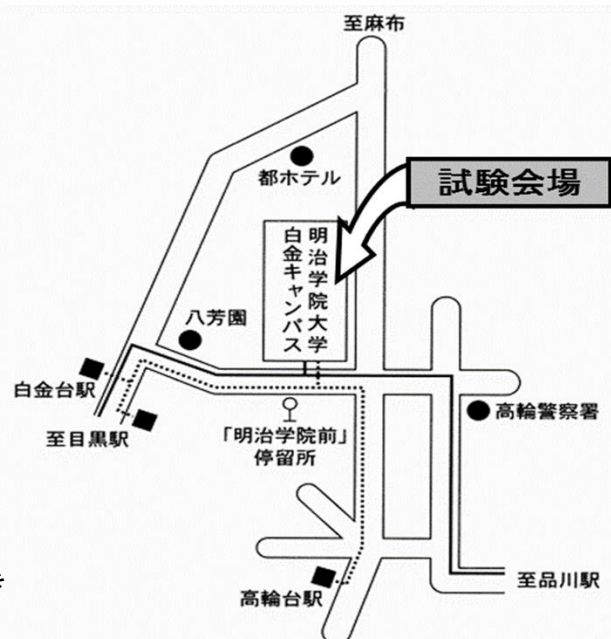 至麻布
都ホテル
試験会場
明治学院大学
白金キャンパス
八芳園
白金台駅
至目黒駅
高輪警察署
「明治学院前」
停留所
高輪台駅
至品川駅